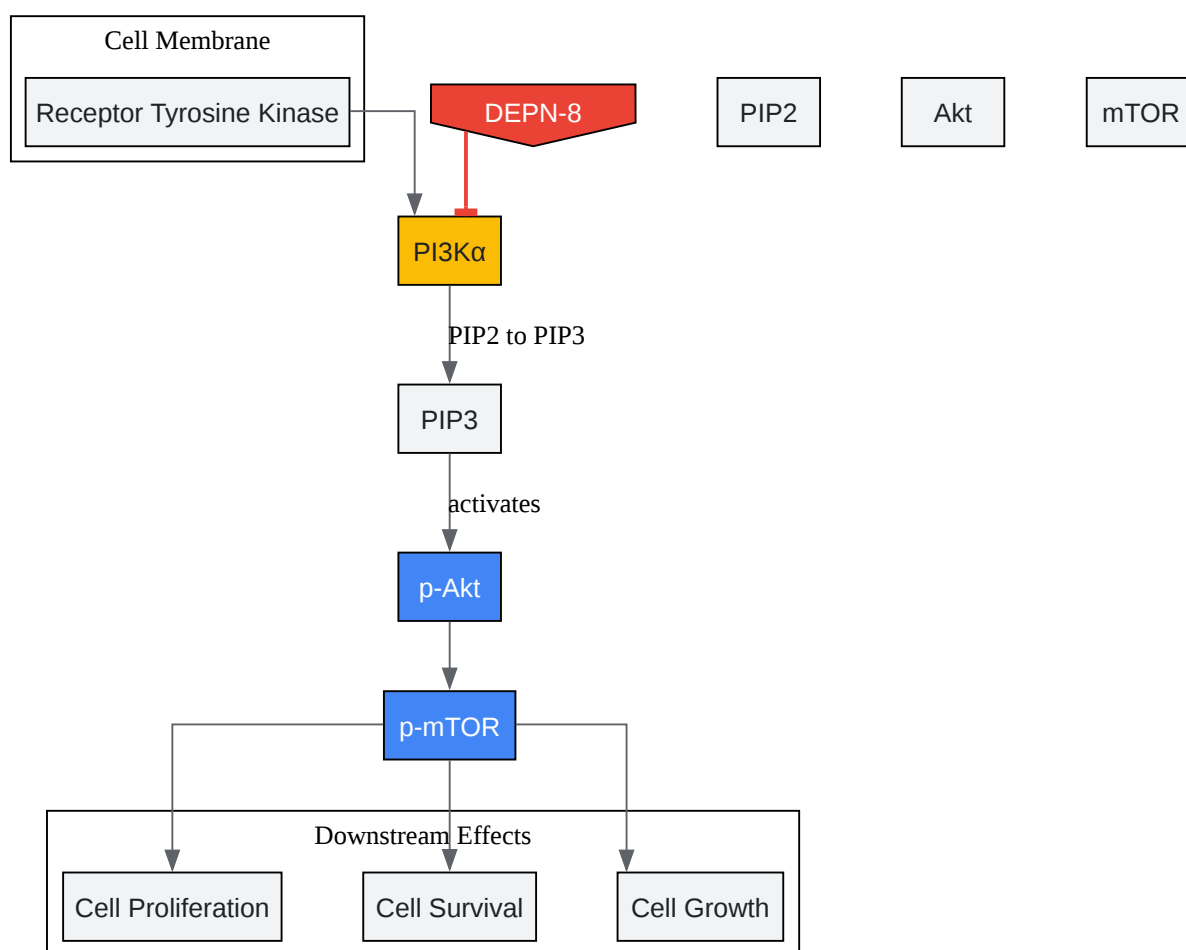 Cell Membrane
Receptor Tyrosine Kinase
DEPN-8
PIP2
Akt
mTOR
PI3Kα
PIP2 to PIP3
PIP3
activates
p-Akt
p-mTOR
Downstream Effects
Cell Proliferation
Cell Survival
Cell Growth